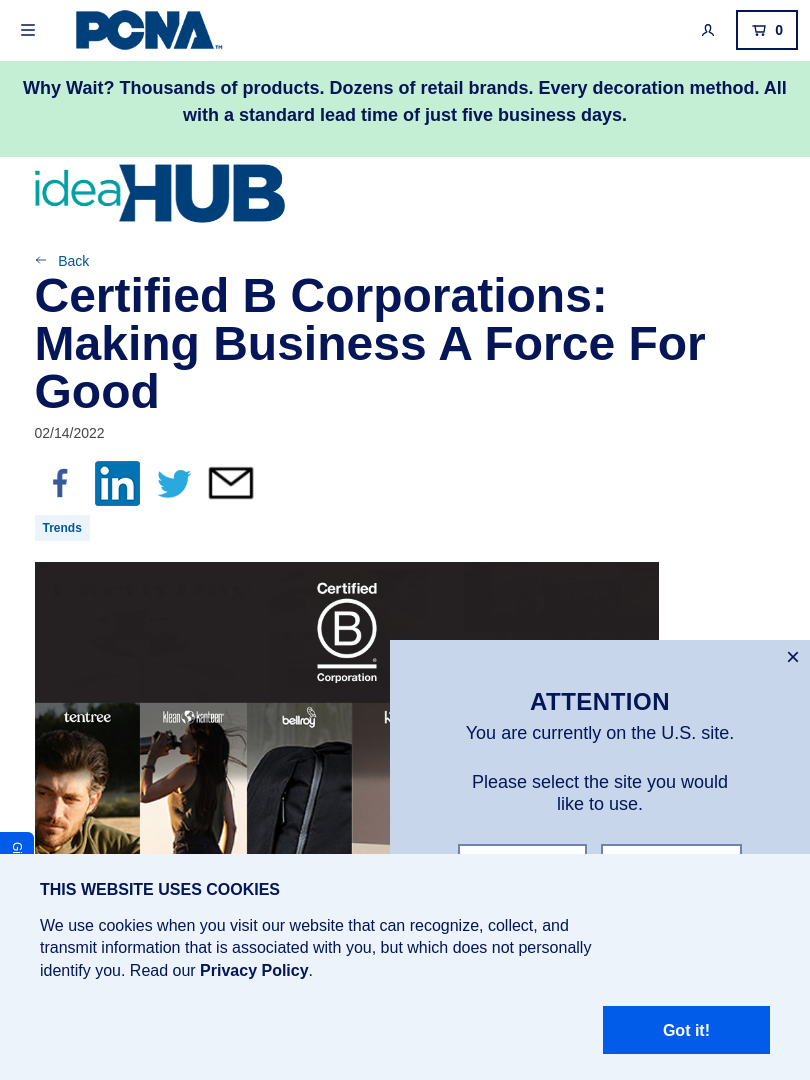 PCNA™
0
Why Wait? Thousands of products. Dozens of retail brands. Every decoration method. All
with a standard lead time of just five business days.
ideaHUB
Back
Certified B Corporations:
Making Business A Force For
Good
02/14/2022
f
in
Trends
Certified
B
®
Corporation
tentree
klean kanteen
bellroy
ATTENTION
You are currently on the U.S. site.
Please select the site you would
like to use.
THIS WEBSITE USES COOKIES
We use cookies when you visit our website that can recognize, collect, and
transmit information that is associated with you, but which does not personally
identify you. Read our Privacy Policy.
Got it!